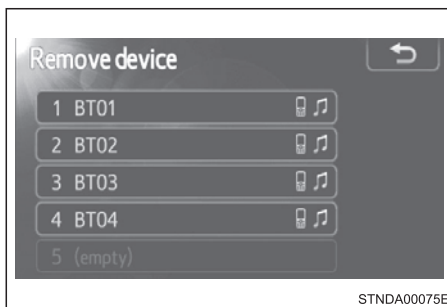 Remove device
1 BT01
2 BT02
3 BT03
4 BT04
5 (empty)
STNDA00075E